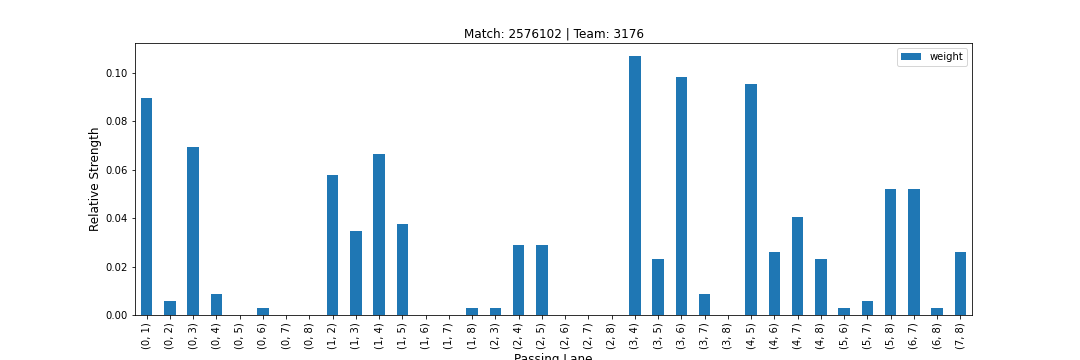 Match: 2576102 | Team: 3176
weight
Relative Strength
0.10
0.08
0.06
0.04
0.02
0.00
(0, 1) (0, 2) (0, 3) (0, 4) (0, 5) (0, 6) (0, 7) (0, 8) (1, 2) (1, 3) (1, 4) (1, 5) (1, 6) (1, 7) (1, 8) (2, 3) (2, 4) (2, 5) (2, 6) (2, 7) (2, 8) (3, 4) (3, 5) (3, 6) (3, 7) (3, 8) (4, 5) (4, 6) (4, 7) (4, 8) (5, 6) (5, 7) (5, 8) (6, 7) (6, 8) (7, 8)
Passing Lane